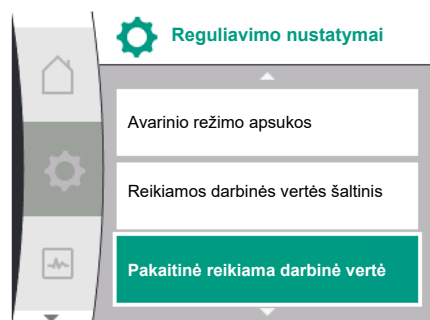 Reguliavimo nustatymai
Avarinio režimo apsukos
Reikiamos darbinės vertės šaltinis
Pakaitinė reikiama darbinė vertė